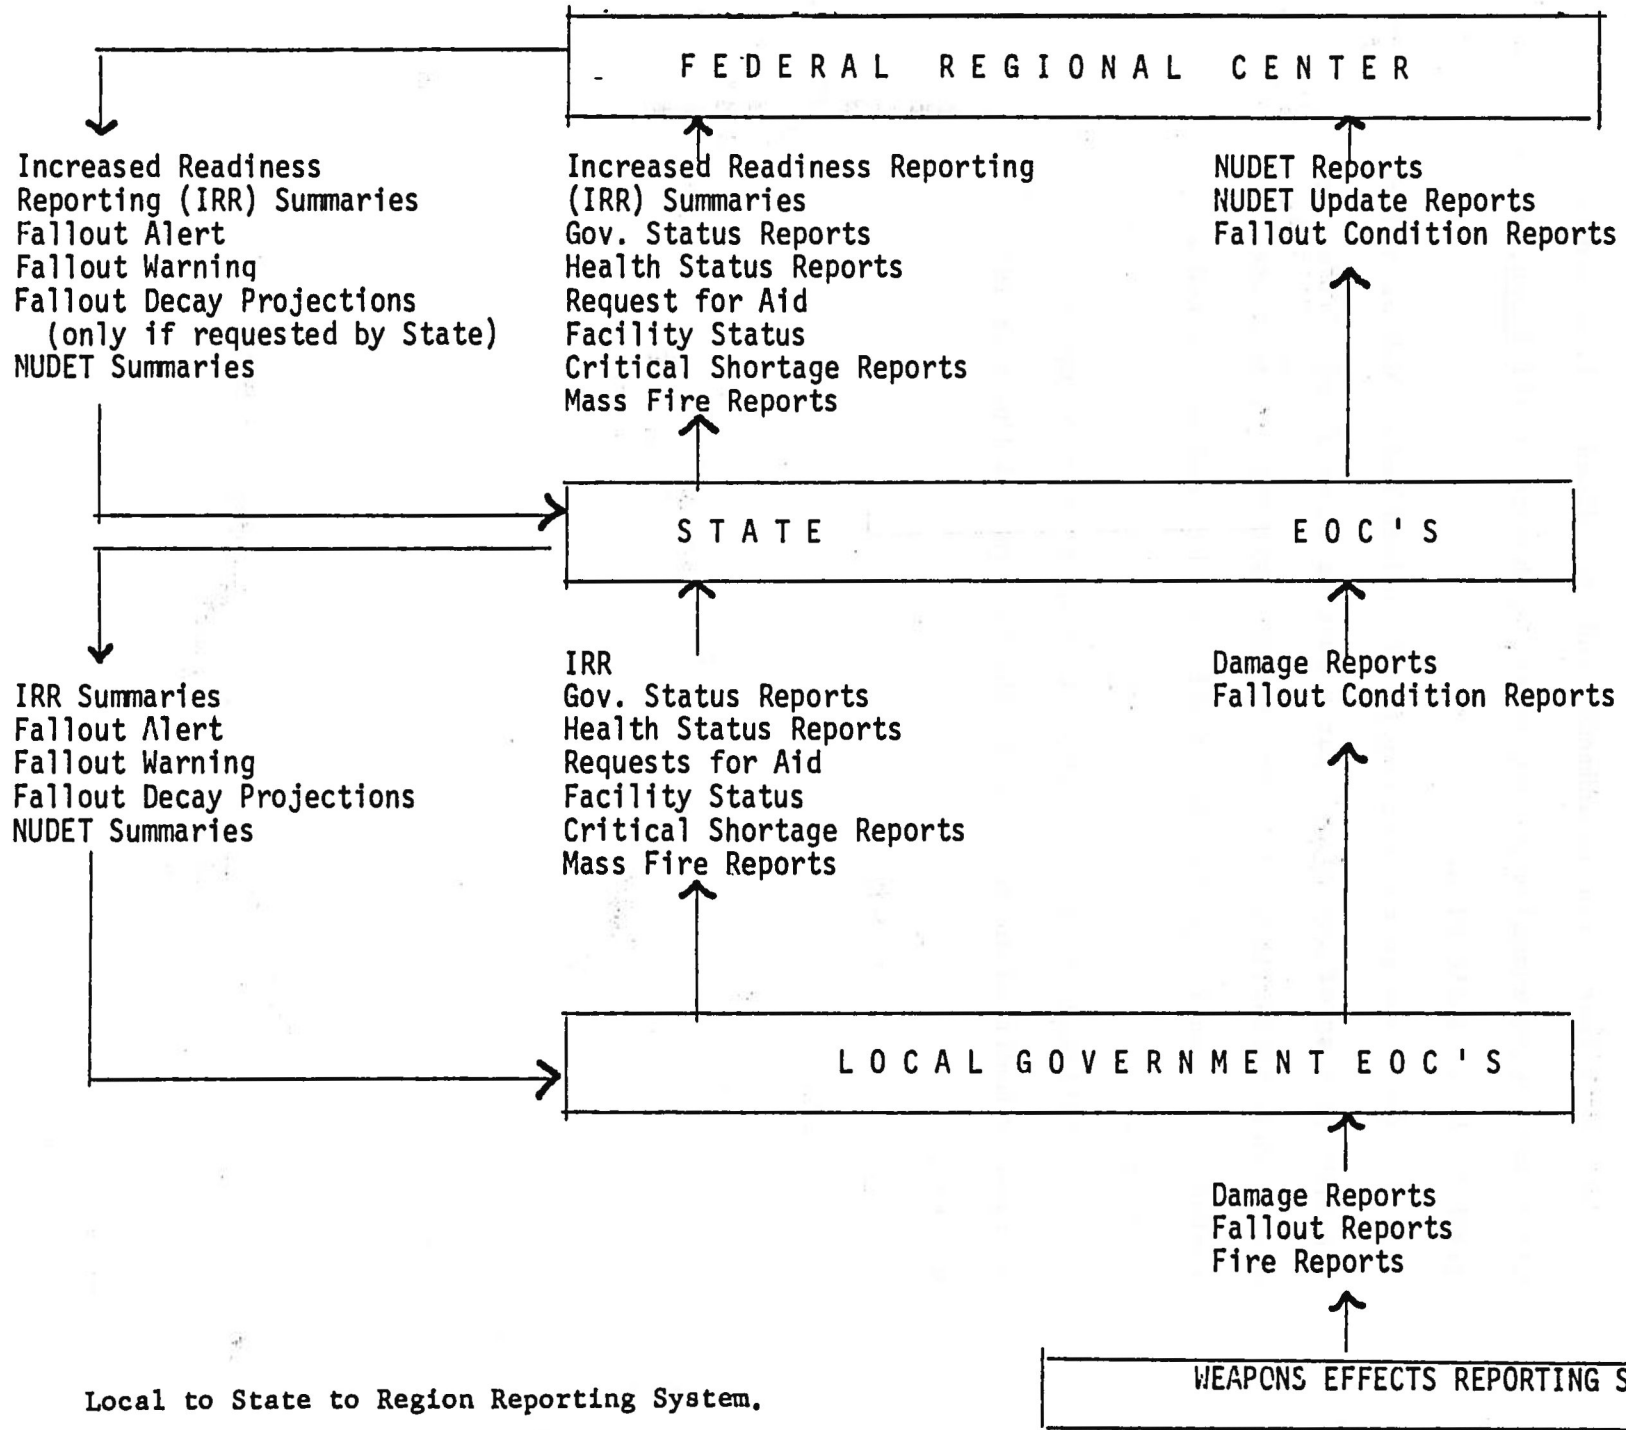 FEDERAL REGIONAL CENTER
Increased Readiness
Reporting (IRR) Summaries
Fallout Alert
Fallout Warning
Fallout Decay Projections
(only if requested by State)
NUDET Summaries
Increased Readiness Reporting
(IRR) Summaries
Gov. Status Reports
Health Status Reports
Request for Aid
Facility Status
Critical Shortage Reports
Mass Fire Reports
NUDET Reports
NUDET Update Reports
Fallout Condition Reports
STATE EOC'S
IRR Summaries
Fallout Alert
Fallout Warning
Fallout Decay Projections
NUDET Summaries
IRR
Gov. Status Reports
Health Status Reports
Requests for Aid
Facility Status
Critical Shortage Reports
Mass Fire Reports
Damage Reports
Fallout Condition Reports
LOCAL GOVERNMENT EOC'S
Damage Reports
Fallout Reports
Fire Reports
WEAPONS EFFECTS REPORTING S
Local to State to Region Reporting System.